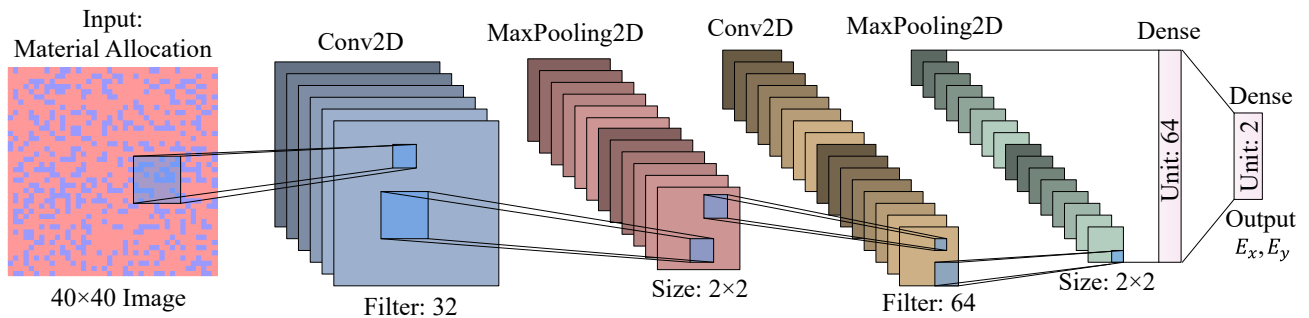 Input:
Material Allocation
Conv2D
MaxPooling2D
Conv2D
MaxPooling2D
Dense
Dense
Unit: 64
Unit: 2
Output
E_x, E_y
40×40 Image
Filter: 32
Size: 2×2
Filter: 64
Size: 2×2